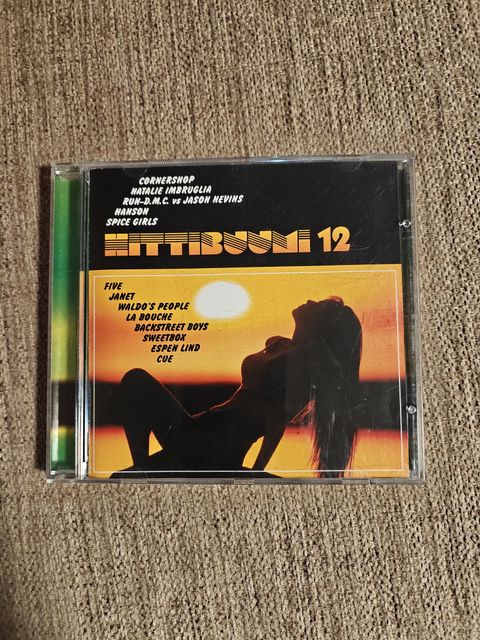 CORNERSHOP
NATALIE IMBRUGLIA
RUN-D.M.C. vs JASON NEVINS
HANSON
SPICE GIRLS
HITTIBUUMI 12
FIVE
JANET
WALDO'S PEOPLE
LA BOUCHE
BACKSTREET BOYS
SWEETBOX
ESPEN LIND
CUE